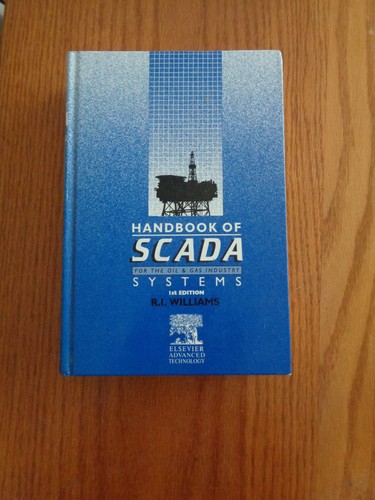 HANDBOOK OF
SCADA
FOR THE OIL & GAS INDUSTRY
SYSTEMS
1st EDITION
R.I. WILLIAMS
ELSEVIER
ADVANCED
TECHNOLOGY